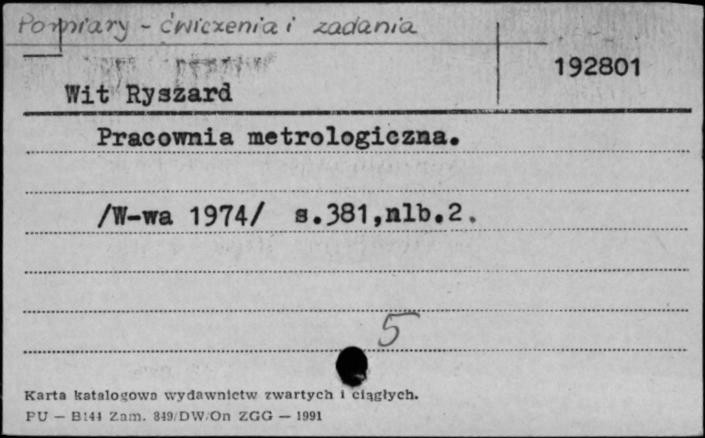 Pomiary - ćwiczenia i zadania
192801
Wit Ryszard
Pracownia metrologiczna.
/W-wa 1974/ s.381,nlb.2.
5
Karta katalogowa wydawnictw zwartych i ciągłych.
PU — B144 Zam. 849/DW/On ZGG — 1991